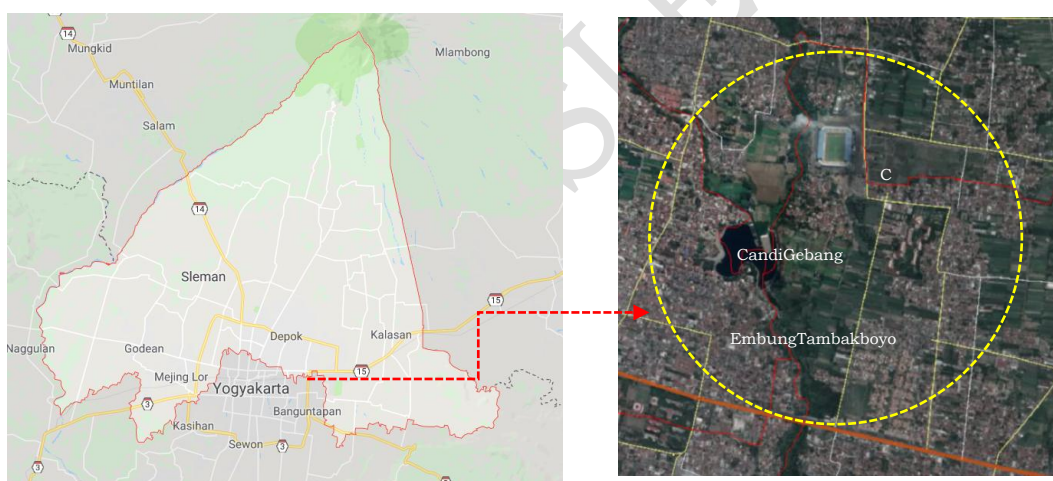 14
Mungkid
Mlambong
Muntilan
Salam
14
Sleman
15
Naggulan
Godean
Depok
Kalasan
15
Mejing Lor
Yogyakarta
3
Banguntapan
Kasihan
Sewon
3
3
C
CandiGebang
EmbungTambakboyo